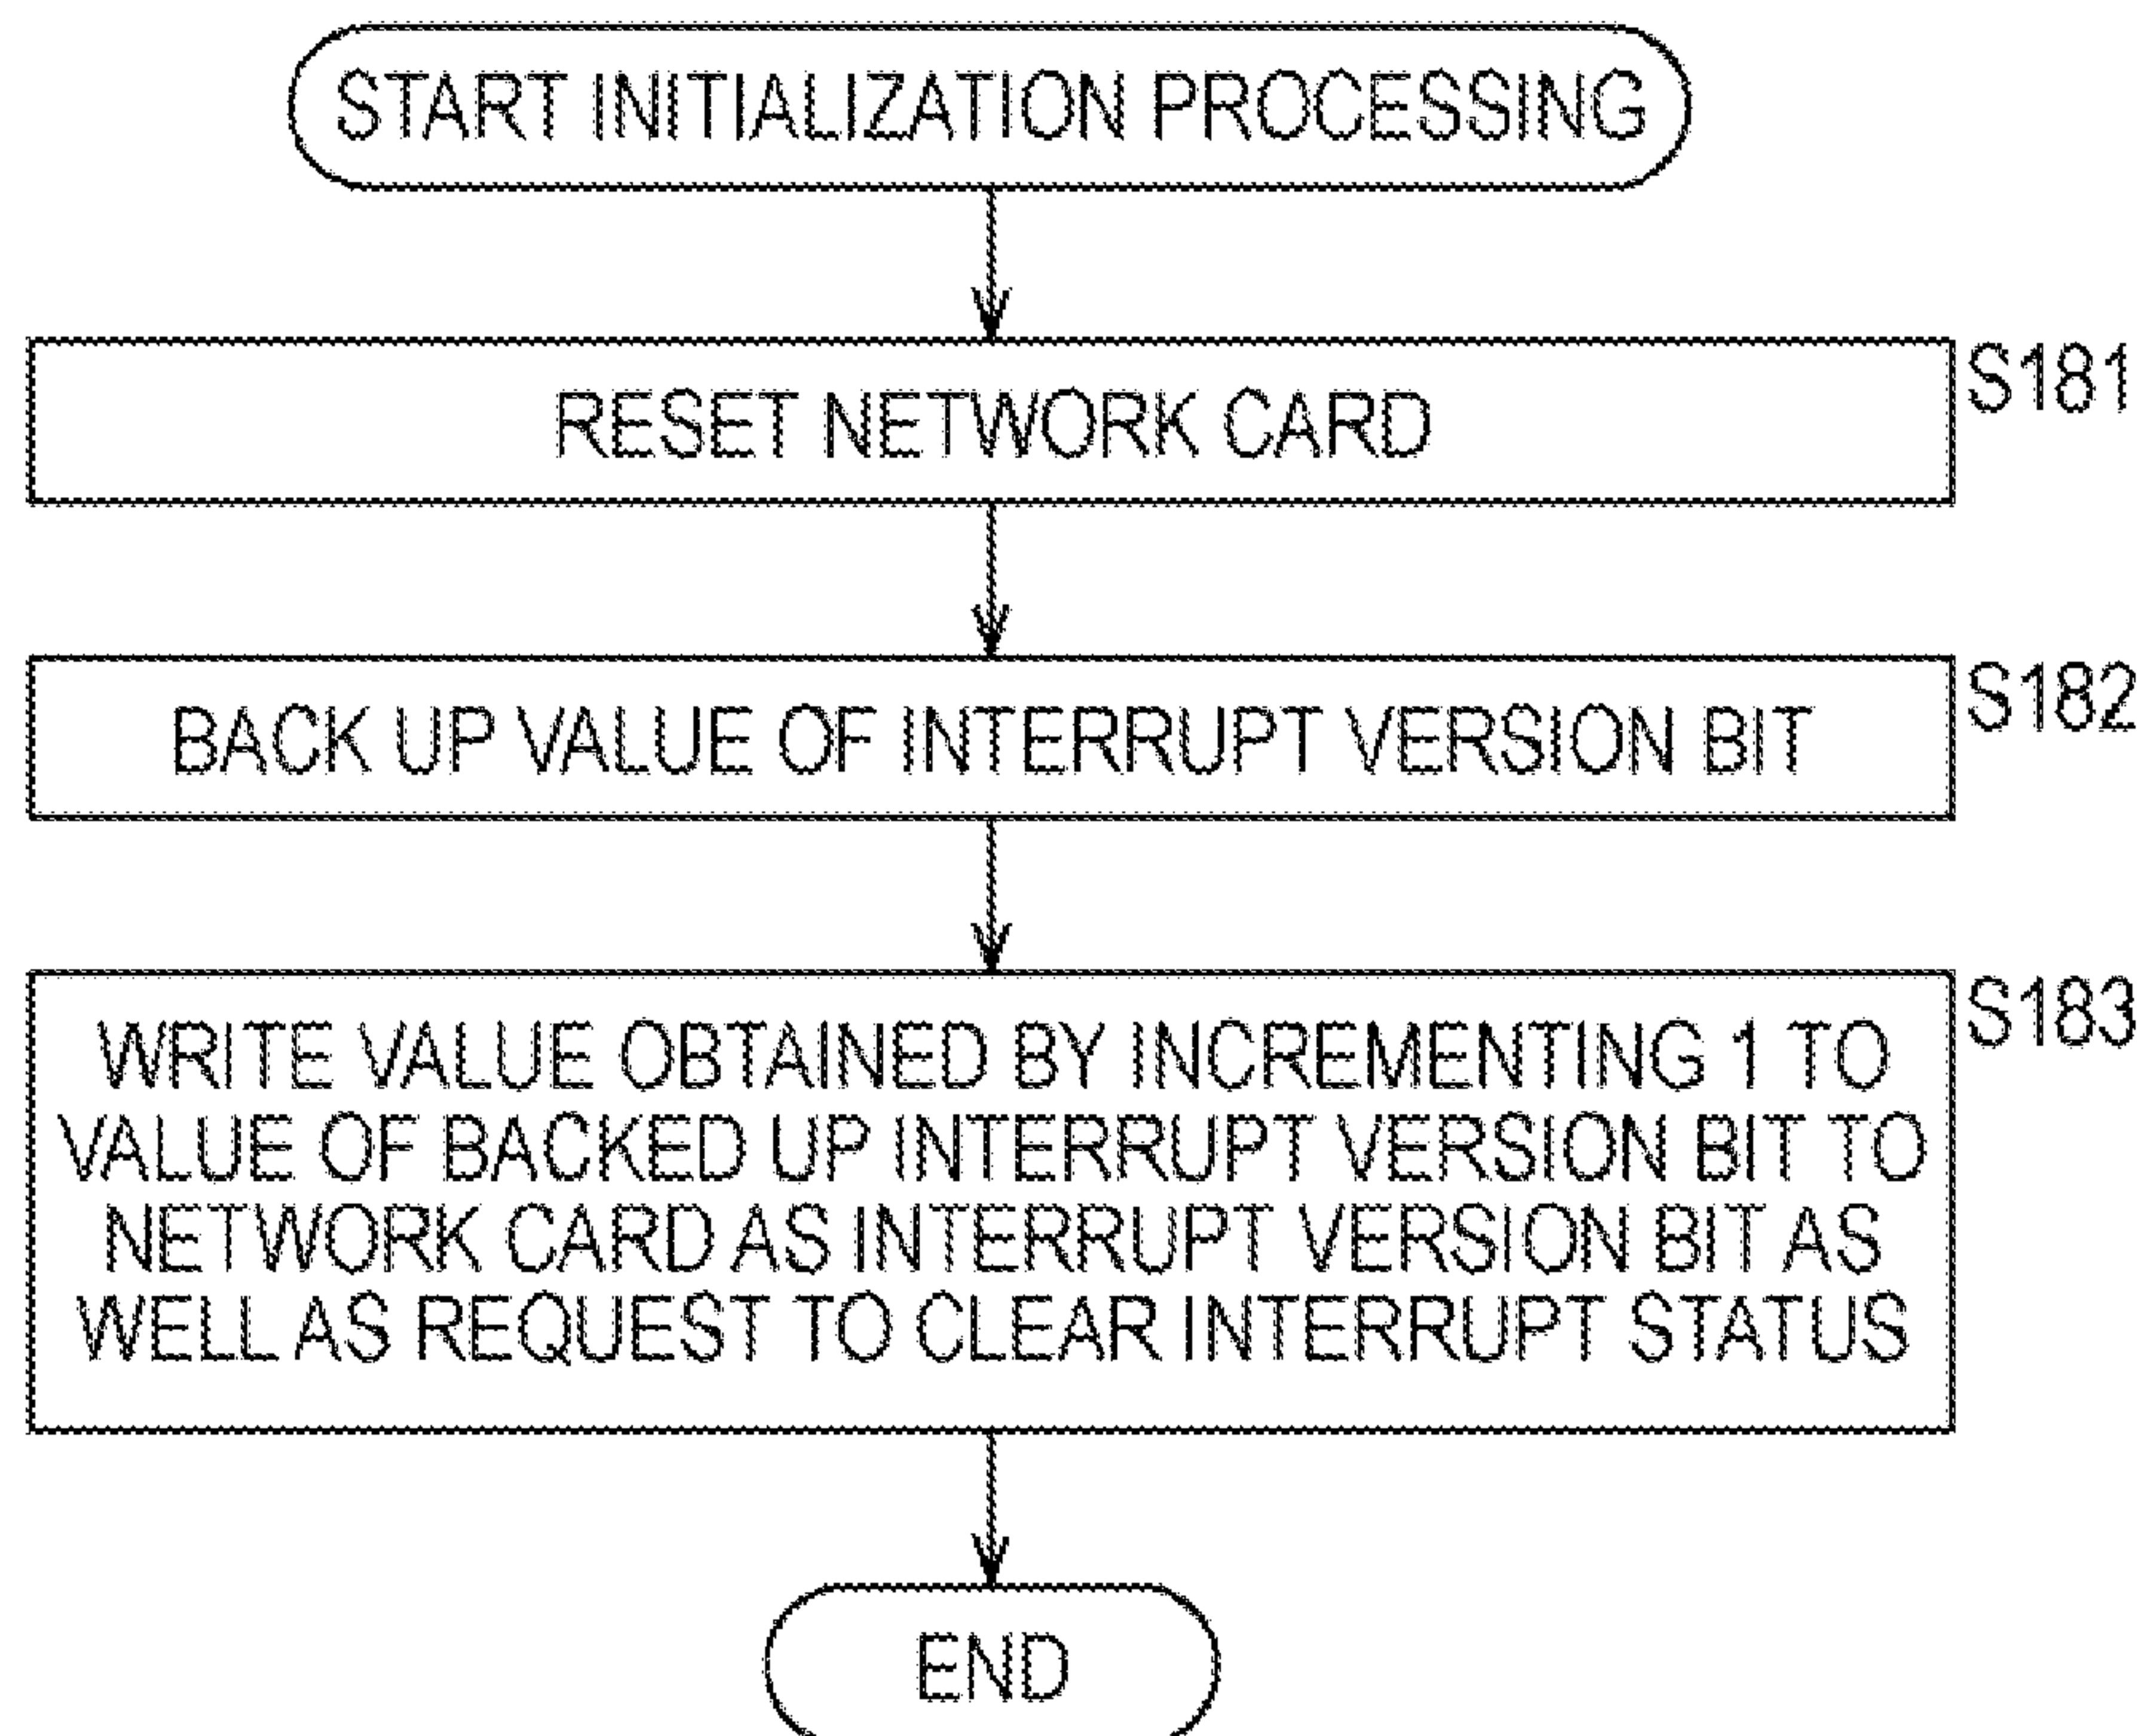 START INITIALIZATION PROCESSING
RESET NETWORK CARD
S181
BACK UP VALUE OF INTERRUPT VERSION BIT
S182
WRITE VALUE OBTAINED BY INCREMENTING 1 TO
VALUE OF BACKED UP INTERRUPT VERSION BIT TO
NETWORK CARD AS INTERRUPT VERSION BIT AS
WELL AS REQUEST TO CLEAR INTERRUPT STATUS
S183
END